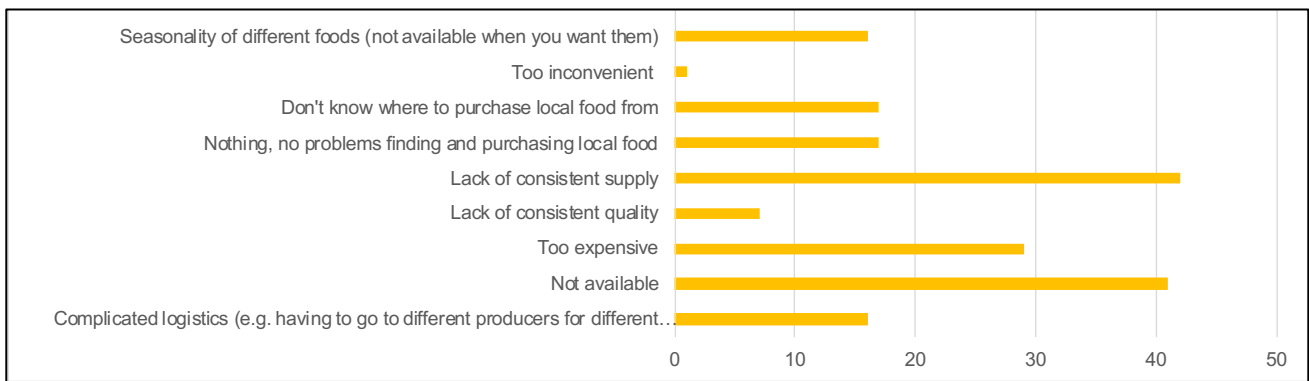 Seasonality of different foods (not available when you want them)
Too inconvenient
Don't know where to purchase local food from
Nothing, no problems finding and purchasing local food
Lack of consistent supply
Lack of consistent quality
Too expensive
Not available
Complicated logistics (e.g. having to go to different producers for different…
0 10 20 30 40 50